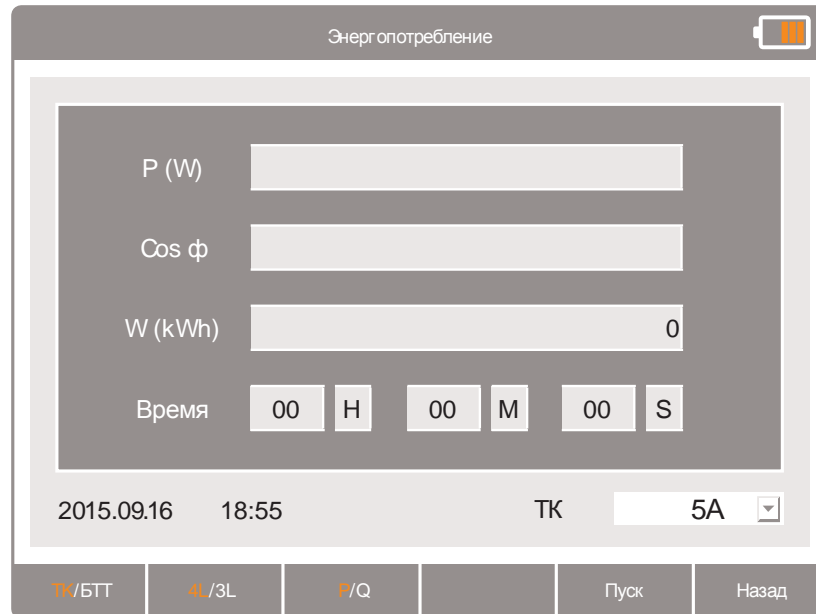 Энергопотребление
P (W)
Cos ф
W (kWh) 0
Время 00 H 00 M 00 S
2015.09.16 18:55 ТК 5A
ТК/БТТ 4L/3L P/Q Пуск Назад